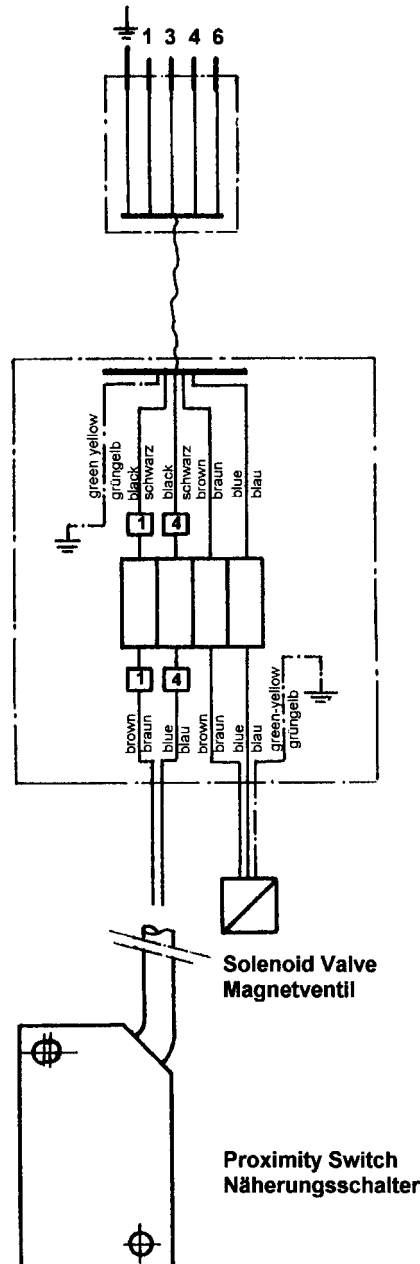 1 3 4 6
green yellow
grüngelb
black
schwarz
black
schwarz
brown
braun
blue
blau
1 4
1 4
brown
braun
blue
blau
brown
braun
blue
blau
green-yellow
grüngelb
Solenoid Valve
Magnetventil
Proximity Switch
Näherungsschalter